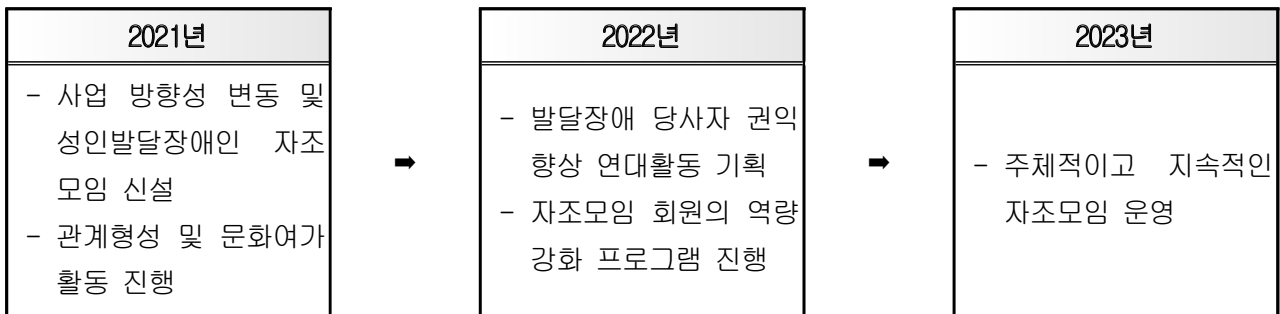 2021년
- 사업 방향성 변동 및
성인발달장애인 자조
모임 신설
- 관계형성 및 문화여가
활동 진행
➡
2022년
- 발달장애 당사자 권익
향상 연대활동 기획
- 자조모임 회원의 역량
강화 프로그램 진행
➡
2023년
- 주체적이고 지속적인
자조모임 운영